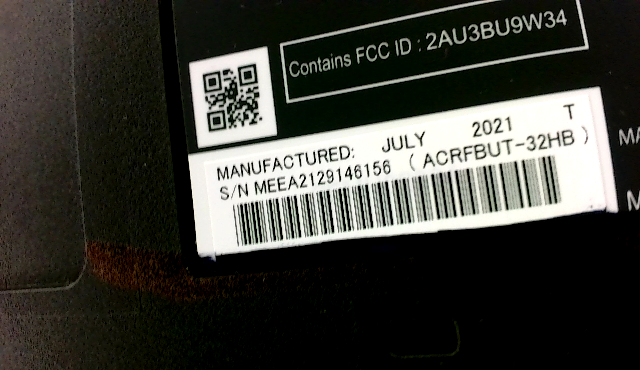 Contains FCC ID : 2AU3BU9W34
MANUFACTURED: JULY 2021 T
S/N MEEA2129146156 ( ACRFBUT-32HB )